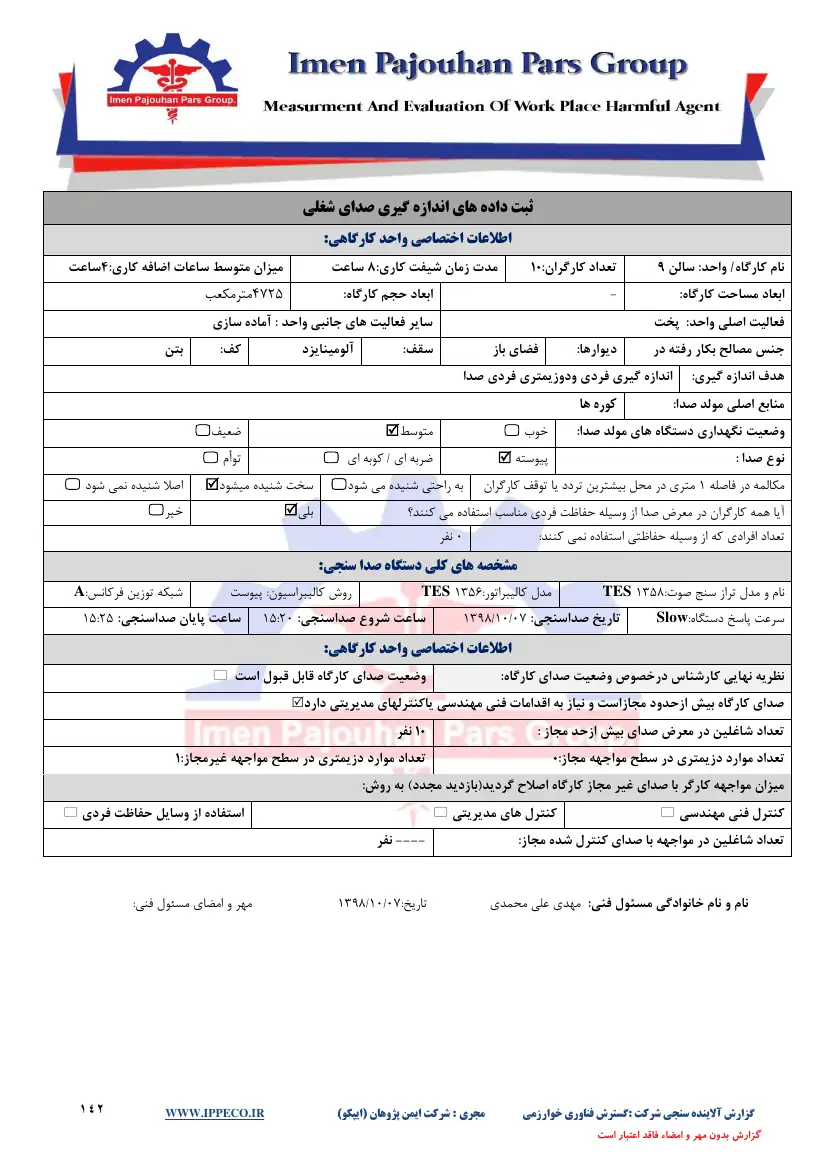 Imen Pajouhan Pars Group
Imen Pajouhan Pars Group.
Measurment And Evaluation Of Work Place Harmful Agent
ثبت داده های اندازه گیری صدای شغلی
اطلاعات اختصاصی واحد کارگاهی:
نام کارگاه/ واحد: سالن ۹ تعداد کارگران:۱۰ مدت زمان شیفت کاری:۸ ساعت میزان متوسط ساعات اضافه کاری:۴ساعت
ابعاد مساحت کارگاه: - ابعاد حجم کارگاه: ۴۷۲۵مترمکعب
فعالیت اصلی واحد: پخت سایر فعالیت های جانبی واحد : آماده سازی
جنس مصالح بکار رفته در دیوارها: فضای باز سقف: آلومینایزد کف: بتن
هدف اندازه گیری: اندازه گیری فردی ودوزیمتری فردی صدا
منابع اصلی مولد صدا: کوره ها
وضعیت نگهداری دستگاه های مولد صدا: خوب ☐ متوسط☑ ضعیف☐
نوع صدا : پیوسته ☑ ضربه ای / کوبه ای ☐ توأم ☐
مکالمه در فاصله ۱ متری در محل بیشترین تردد یا توقف کارگران به راحتی شنیده می شود☐ سخت شنیده میشود☑ اصلا شنیده نمی شود ☐
آیا همه کارگران در معرض صدا از وسیله حفاظت فردی مناسب استفاده می کنند؟ بلی☑ خیر☐
تعداد افرادی که از وسیله حفاظتی استفاده نمی کنند: ۰ نفر
مشخصه های کلی دستگاه صدا سنجی:
نام و مدل تراز سنج صوت:TES ۱۳۵۸ مدل کالیبراتور:TES ۱۳۵۶ روش کالیبراسیون: پیوست شبکه توزین فرکانس:A
سرعت پاسخ دستگاه:Slow تاریخ صداسنجی: ۱۳۹۸/۱۰/۰۷ ساعت شروع صداسنجی: ۱۵:۲۰ ساعت پایان صداسنجی: ۱۵:۲۵
اطلاعات اختصاصی واحد کارگاهی:
نظریه نهایی کارشناس درخصوص وضعیت صدای کارگاه: وضعیت صدای کارگاه قابل قبول است ☐
صدای کارگاه بیش ازحدود مجازاست و نیاز به اقدامات فنی مهندسی یاکنترلهای مدیریتی دارد☑
تعداد شاغلین در معرض صدای بیش ازحد مجاز : ۱۰ نفر
تعداد موارد دزیمتری در سطح مواجهه مجاز:۰ تعداد موارد دزیمتری در سطح مواجهه غیرمجاز:۱
میزان مواجهه کارگر با صدای غیر مجاز کارگاه اصلاح گردید(بازدید مجدد) به روش:
کنترل فنی مهندسی ☐ کنترل های مدیریتی ☐ استفاده از وسایل حفاظت فردی ☐
تعداد شاغلین در مواجهه با صدای کنترل شده مجاز: ---- نفر
Imen Pajouhan Pars Group.
نام و نام خانوادگی مسئول فنی: مهدی علی محمدی تاریخ:۱۳۹۸/۱۰/۰۷ مهر و امضای مسئول فنی:
گزارش آلاینده سنجی شرکت :گسترش فناوری خوارزمی مجری : شرکت ایمن پژوهان (ایپکو) WWW.IPPECO.IR ۱۴۲
گزارش بدون مهر و امضاء فاقد اعتبار است